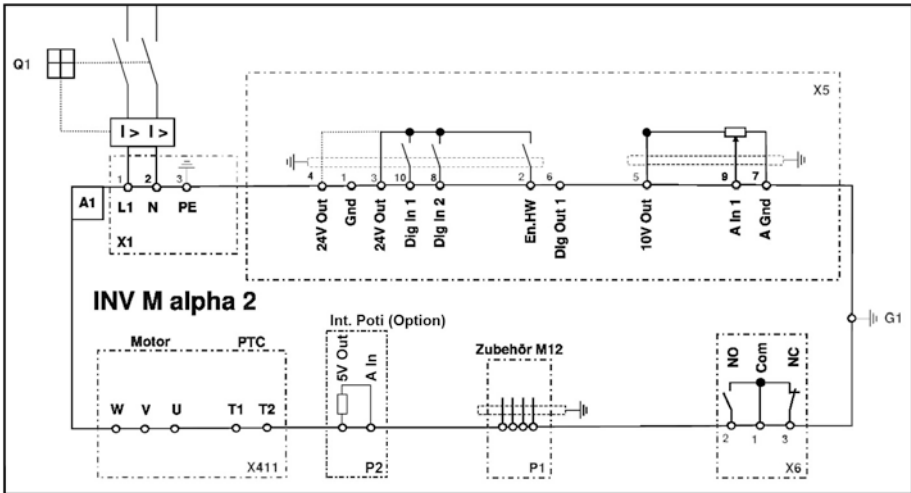 Q1
I > I >
X5
4 1 3 10 8 2 6 5 9 7
24V Out Gnd 24V Out Dig In 1 Dig In 2 En.HW Dig Out 1 10V Out A In 1 A Gnd
1 2 3
A1
L1 N PE
X1
INV M alpha 2
G1
Motor PTC
W V U T1 T2
X411
Int. Poti (Option)
5V Out A In
P2
Zubehör M12
P1
NO Com NC
2 1 3
X6